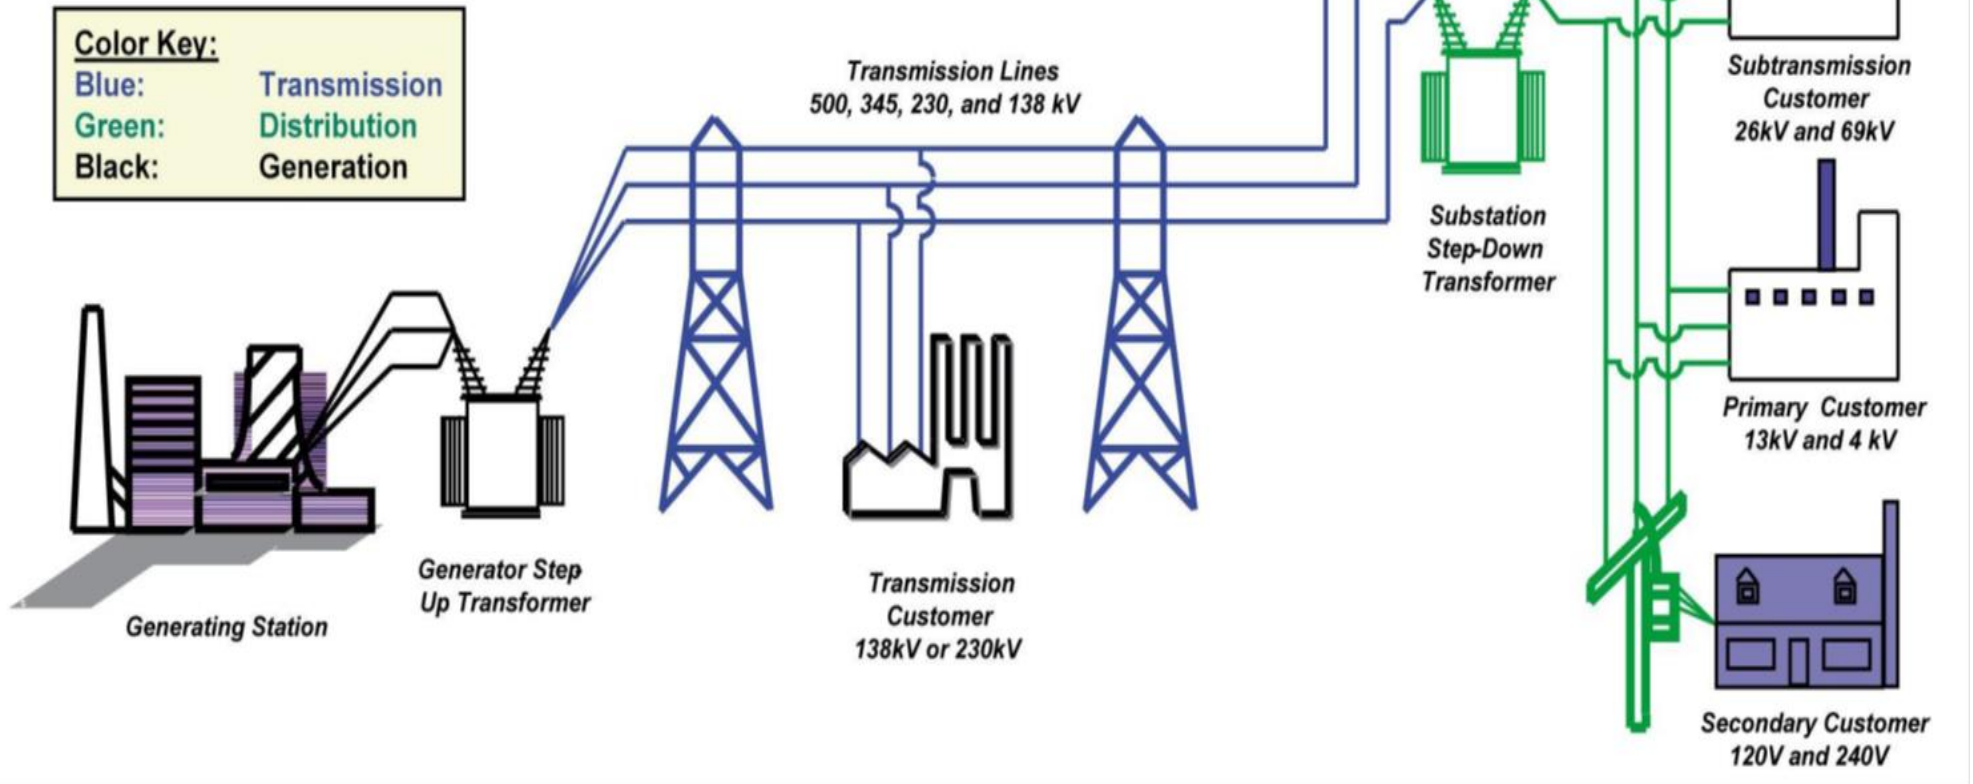 Color Key:
Blue: Transmission
Green: Distribution
Black: Generation
Transmission Lines
500, 345, 230, and 138 kV
Subtransmission
Customer
26kV and 69kV
Substation
Step-Down
Transformer
Primary Customer
13kV and 4 kV
Generating Station
Generator Step
Up Transformer
Transmission
Customer
138kV or 230kV
Secondary Customer
120V and 240V